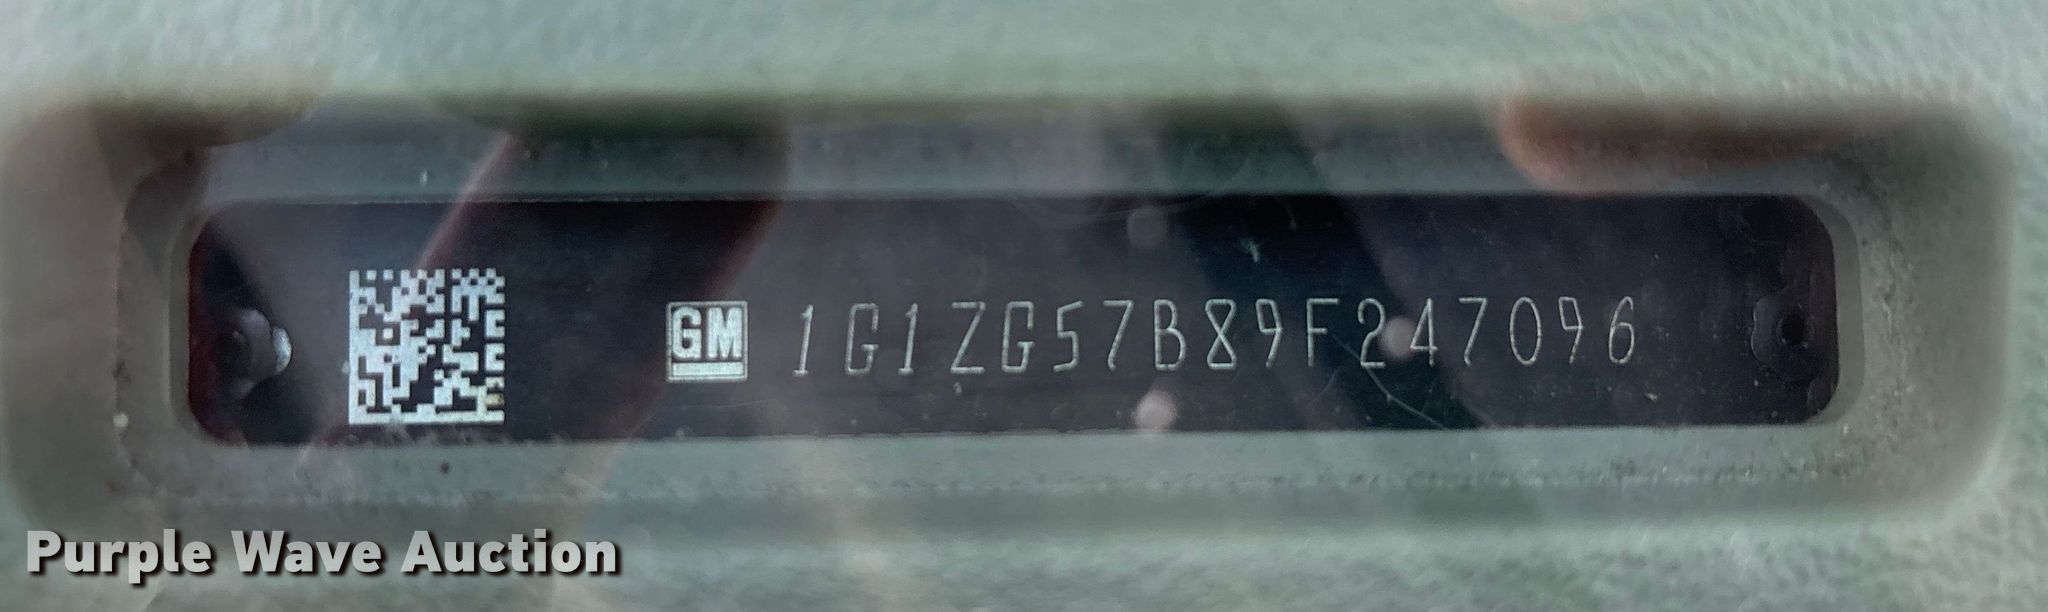 GM 1G1ZG57B89F247096
Purple Wave Auction